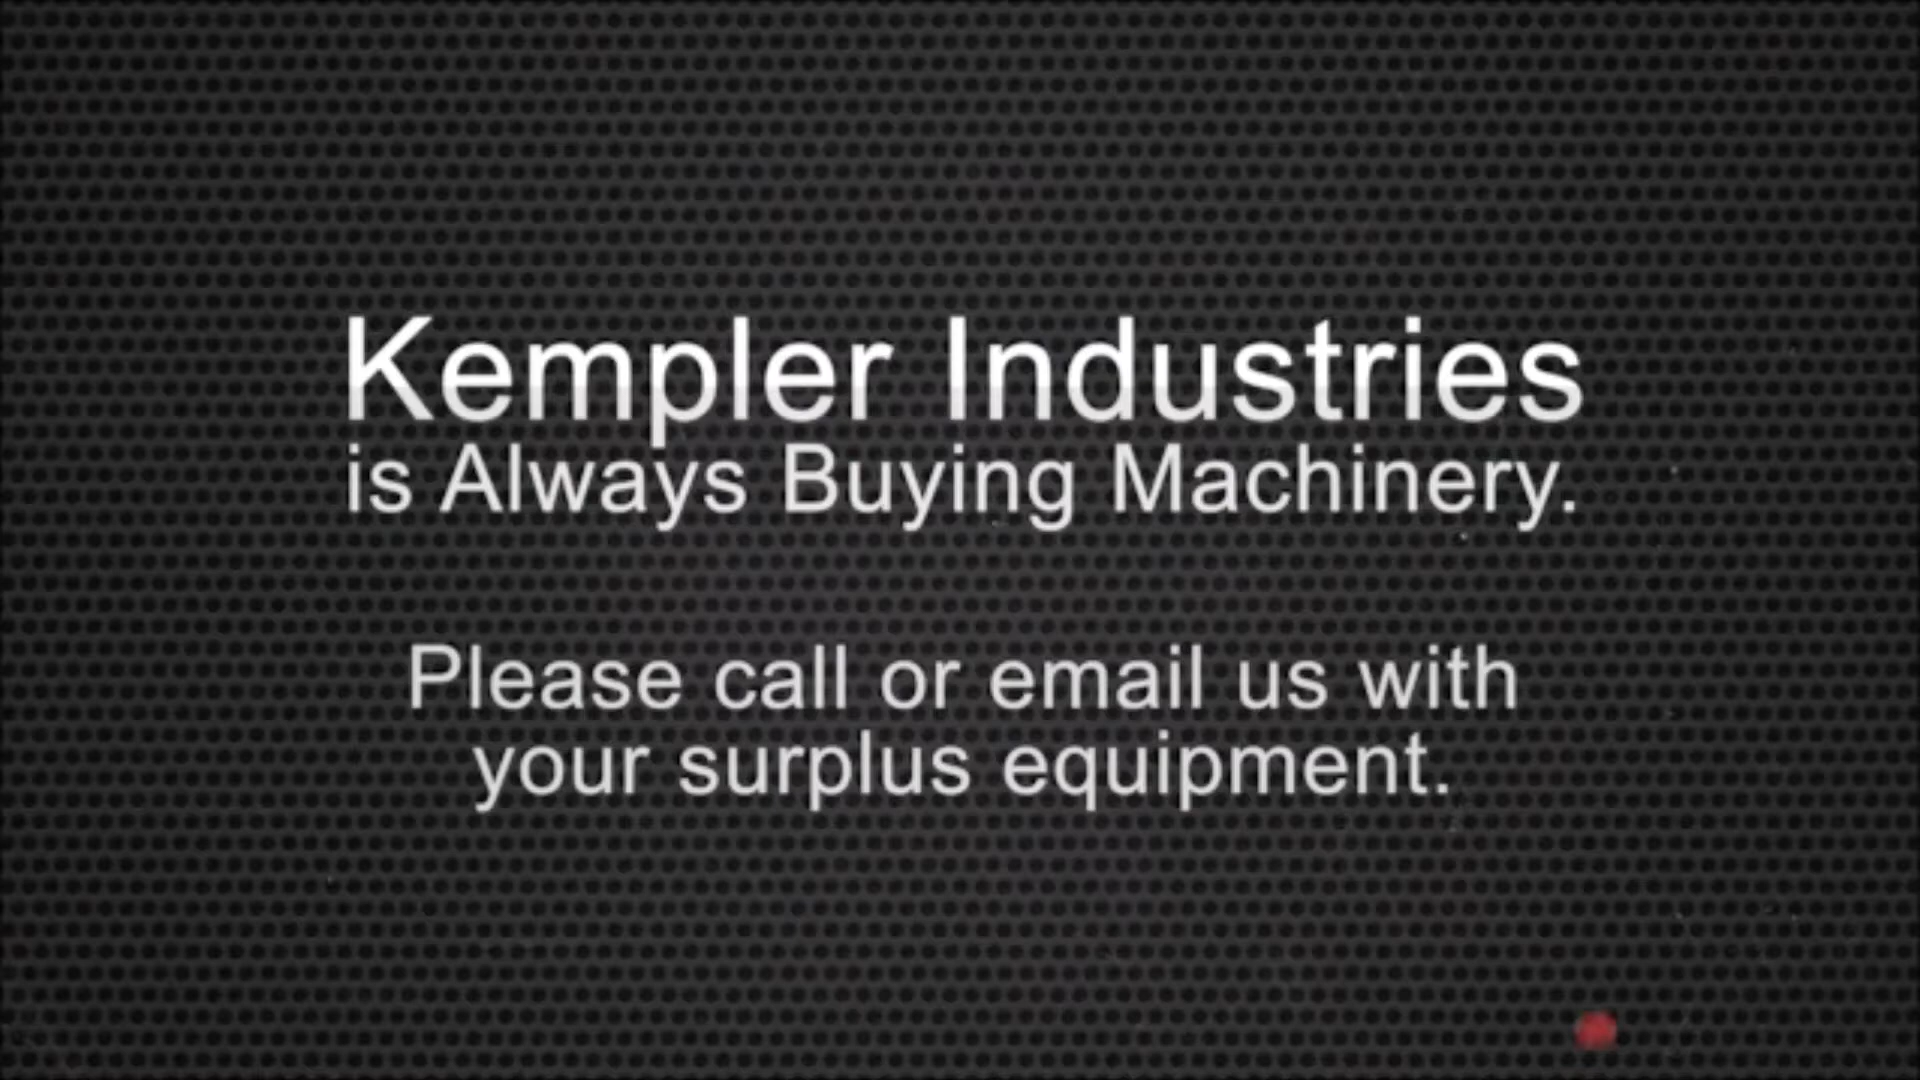 Kempler Industries
is Always Buying Machinery.
Please call or email us with
your surplus equipment.